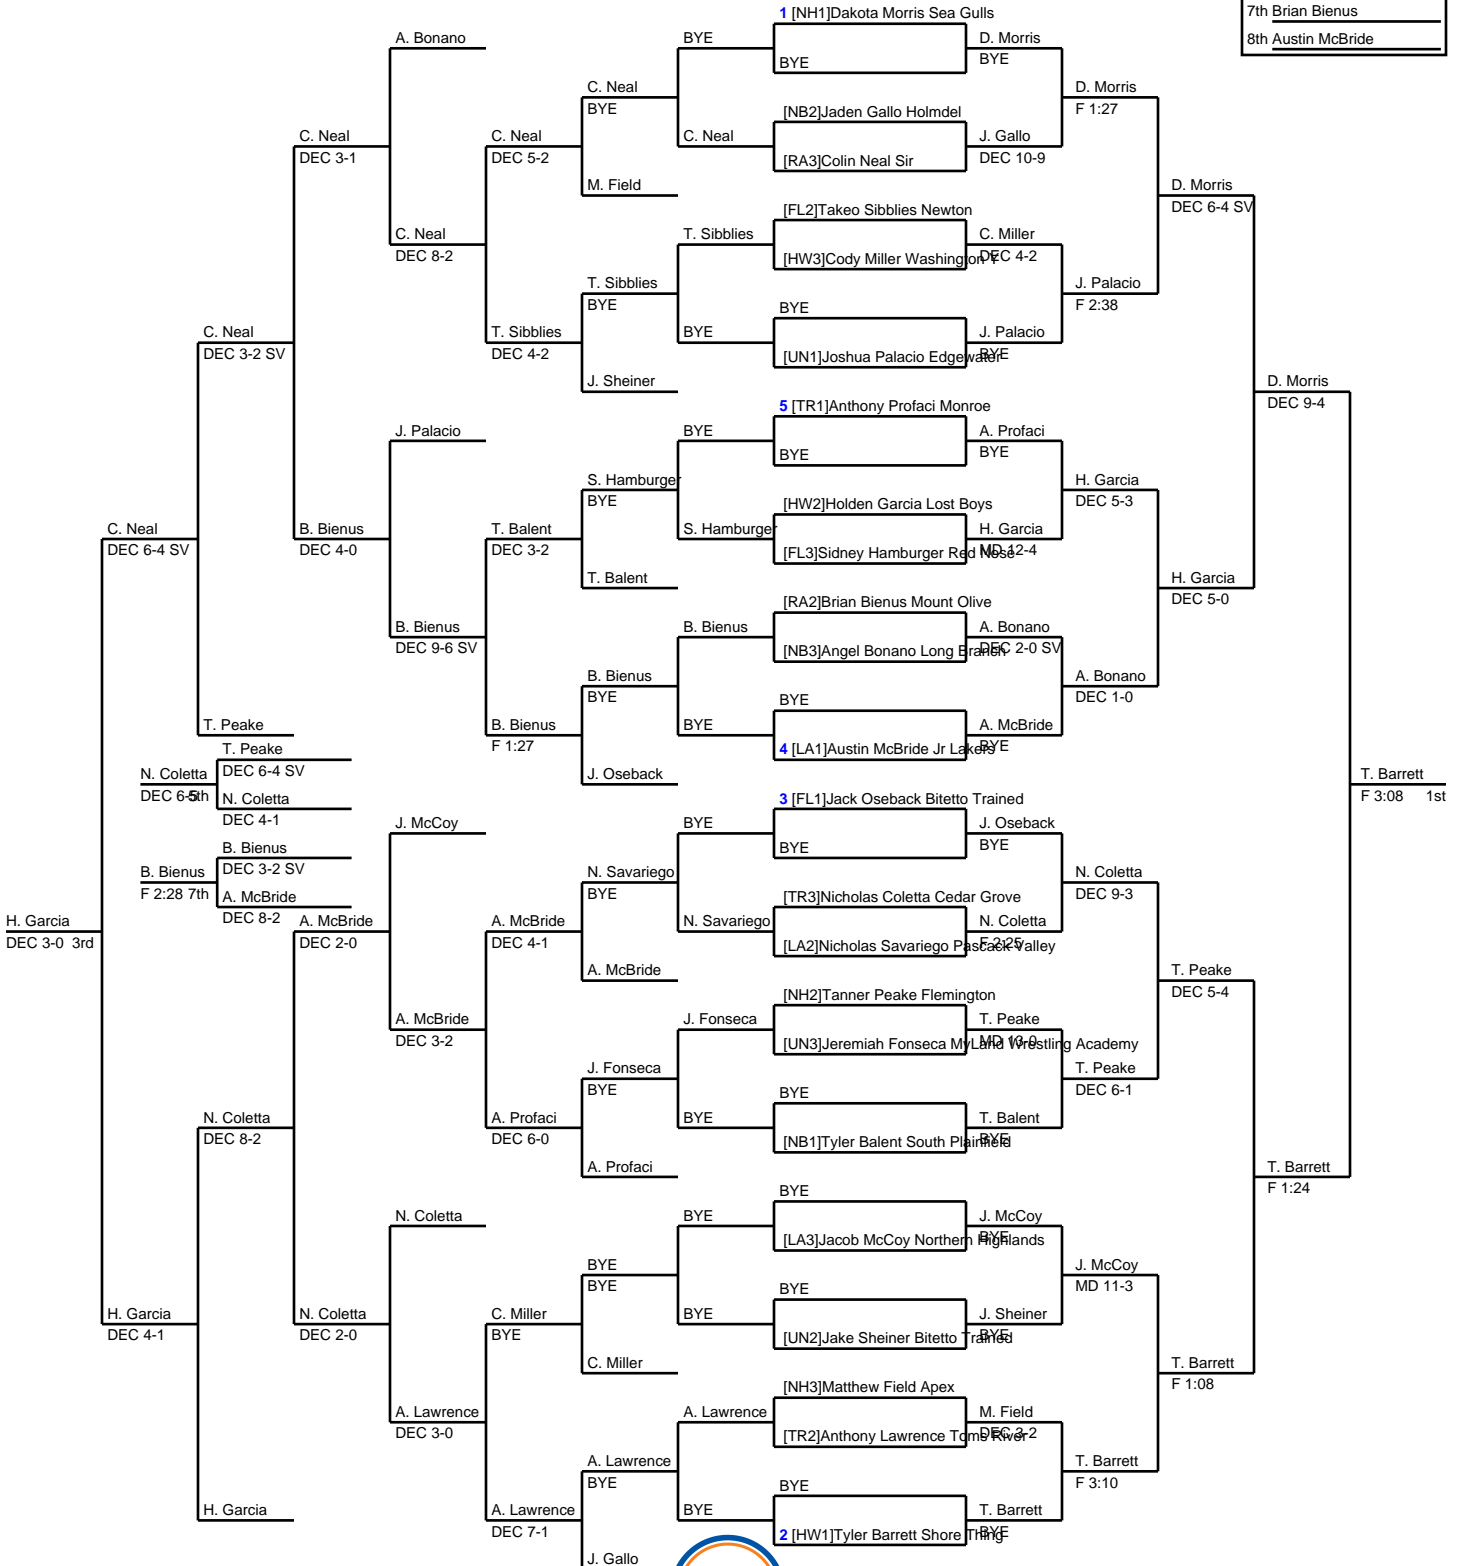 7th Brian Bienus
8th Austin McBride
1 [NH1]Dakota Morris Sea Gulls
BYE
[NB2]Jaden Gallo Holmdel
[RA3]Colin Neal Sir
[FL2]Takeo Sibblies Newton
[HW3]Cody Miller Washington Y
BYE
[UN1]Joshua Palacio Edgewater
5 [TR1]Anthony Profaci Monroe
BYE
[HW2]Holden Garcia Lost Boys
[FL3]Sidney Hamburger Red Nose
[RA2]Brian Bienus Mount Olive
[NB3]Angel Bonano Long Branch
BYE
4 [LA1]Austin McBride Jr Lakers
3 [FL1]Jack Oseback Bitetto Trained
BYE
[TR3]Nicholas Coletta Cedar Grove
[LA2]Nicholas Savariego Pascack Valley
[NH2]Tanner Peake Flemington
[UN3]Jeremiah Fonseca MyLand Wrestling Academy
BYE
[NB1]Tyler Balent South Plainfield
BYE
[LA3]Jacob McCoy Northern Highlands
BYE
[UN2]Jake Sheiner Bitetto Trained
[NH3]Matthew Field Apex
[TR2]Anthony Lawrence Toms River
BYE
2 [HW1]Tyler Barrett Shore Thing
D. Morris
BYE
J. Gallo
DEC 10-9
C. Miller
DEC 4-2
J. Palacio
BYE
A. Profaci
BYE
H. Garcia
MD 12-4
A. Bonano
DEC 2-0 SV
A. McBride
BYE
J. Oseback
BYE
N. Coletta
F 2:25
T. Peake
MD 13-0
T. Balent
BYE
J. McCoy
BYE
J. Sheiner
BYE
M. Field
DEC 3-2
T. Barrett
BYE
D. Morris
F 1:27
J. Palacio
F 2:38
H. Garcia
DEC 5-3
A. Bonano
DEC 1-0
N. Coletta
DEC 9-3
T. Peake
DEC 6-1
J. McCoy
MD 11-3
T. Barrett
F 3:10
D. Morris
DEC 6-4 SV
H. Garcia
DEC 5-0
T. Peake
DEC 5-4
T. Barrett
F 1:08
D. Morris
DEC 9-4
T. Barrett
F 1:24
T. Barrett
F 3:08 1st
BYE
C. Neal
T. Sibblies
BYE
BYE
S. Hamburger
B. Bienus
BYE
BYE
N. Savariego
J. Fonseca
BYE
BYE
BYE
A. Lawrence
BYE
C. Neal
BYE
M. Field
T. Sibblies
BYE
J. Sheiner
S. Hamburger
BYE
T. Balent
B. Bienus
BYE
J. Oseback
N. Savariego
BYE
A. McBride
J. Fonseca
BYE
A. Profaci
BYE
BYE
C. Miller
A. Lawrence
BYE
J. Gallo
C. Neal
DEC 5-2
T. Sibblies
DEC 4-2
T. Balent
DEC 3-2
B. Bienus
F 1:27
A. McBride
DEC 4-1
A. Profaci
DEC 6-0
C. Miller
BYE
A. Lawrence
DEC 7-1
A. Bonano
C. Neal
DEC 8-2
J. Palacio
B. Bienus
DEC 9-6 SV
J. McCoy
A. McBride
DEC 3-2
N. Coletta
A. Lawrence
DEC 3-0
C. Neal
DEC 3-1
B. Bienus
DEC 4-0
A. McBride
DEC 2-0
N. Coletta
DEC 2-0
C. Neal
DEC 3-2 SV
T. Peake
N. Coletta
DEC 8-2
H. Garcia
C. Neal
DEC 6-4 SV
H. Garcia
DEC 4-1
H. Garcia
DEC 3-0 3rd
T. Peake
DEC 6-4 SV
N. Coletta
DEC 4-1
N. Coletta
DEC 6-5 5th
B. Bienus
DEC 3-2 SV
A. McBride
DEC 8-2
B. Bienus
F 2:28 7th